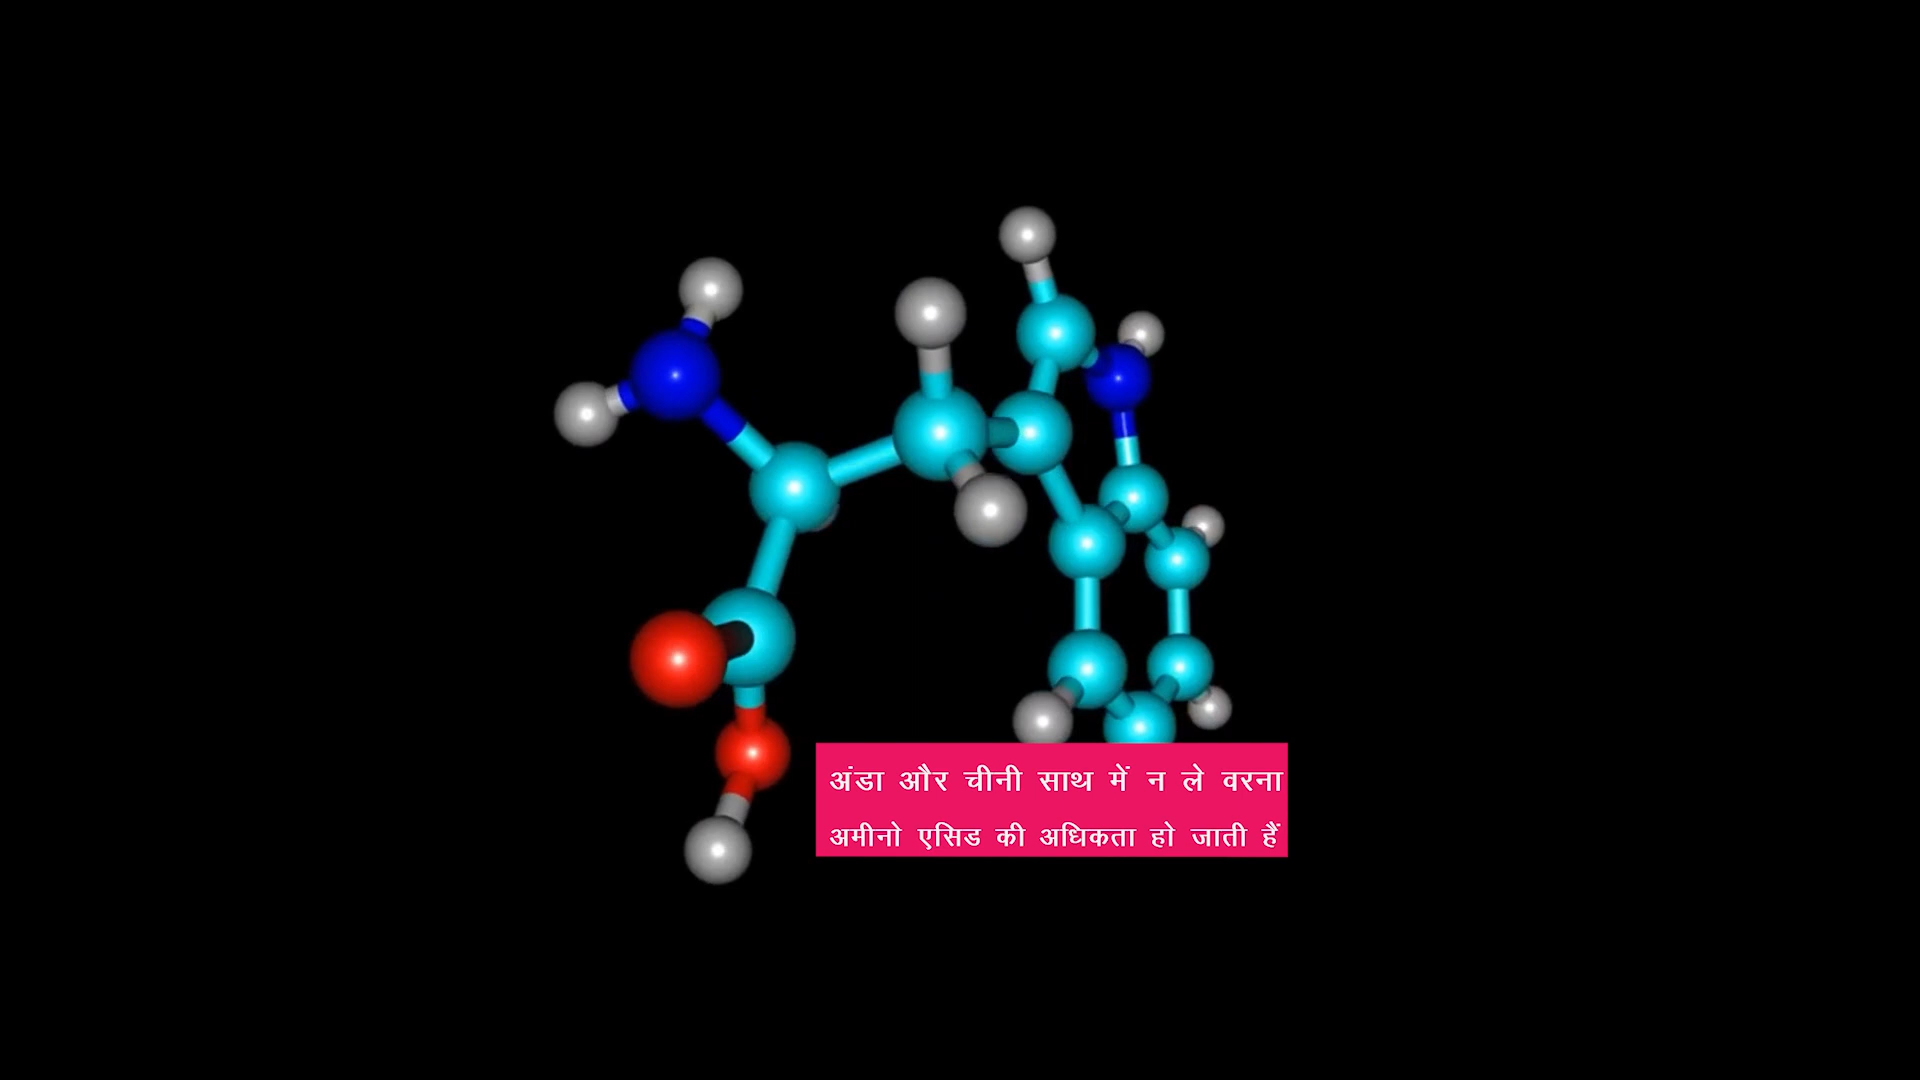 अंडा और चीनी साथ में न ले वरना
अमीनो एसिड की अधिकता हो जाती हैं